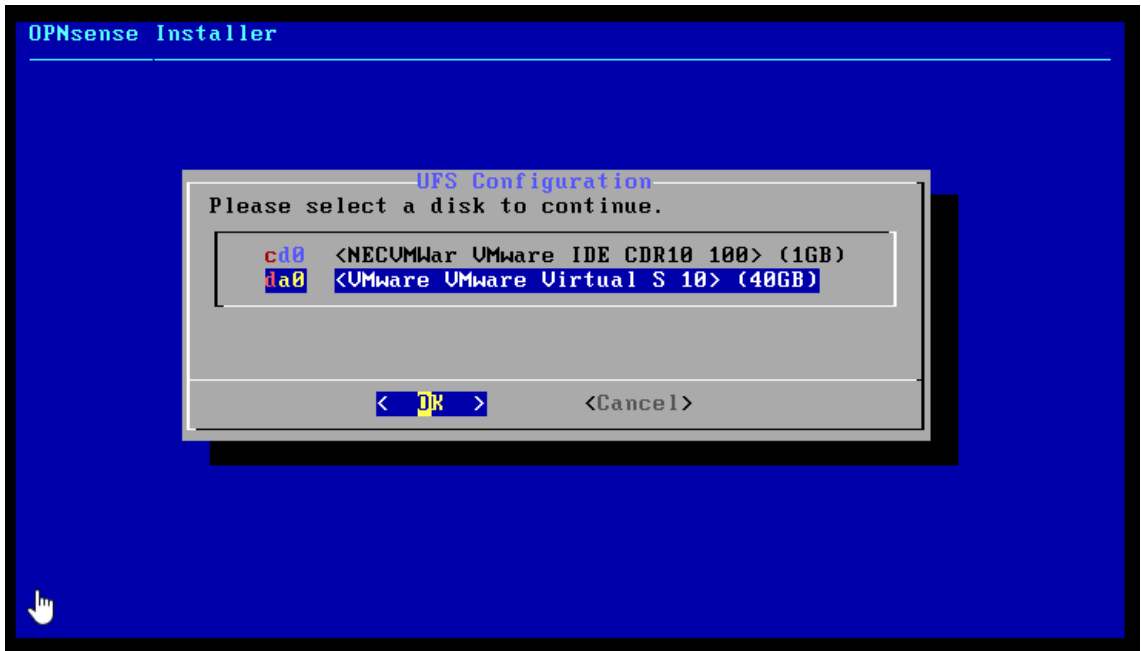 OPNsense Installer
UFS Configuration
Please select a disk to continue.
cd0 <NECVMWar VMware IDE CDR10 100> (1GB)
da0 <VMware VMware Virtual S 10> (40GB)
< OK > <Cancel>